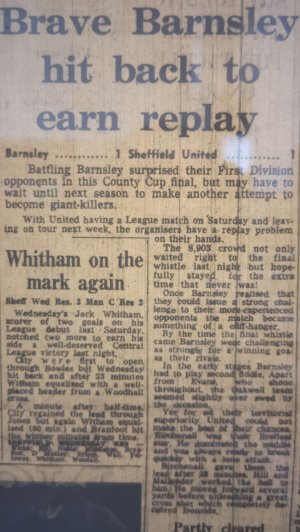 Brave Barnsley
hit back to
earn replay
Barnsley ............ 1 Sheffield United ............ 1
Battling Barnsley surprised their First Division
opponents in this County Cup final, but may have to
wait until next season to make another attempt to
become giant-killers.
With United having a League match on Saturday and leav-
ing on tour next week, the organisers have a replay problem
on their hands.
The 8,903 crowd not only
waited right to the final
whistle last night but hope-
fully stayed for the extra
time that never was!
Once Barnsley realised that
they could issue a strong chal-
lenge to their more experienced
opponents the match became
something of a cliff-hanger.
By the time the final whistle
came Barnsley were challenging
as strongly for a winning goal
as their rivals.
In the early stages Barnsley
had to play second fiddle. Apart
from Evans, who shone
throughout, the Oakwell team
seemed slightly over awed by
the occasion.
Yet for all their territorial
superiority United could not
make the best of their chances.
Birchenall was their liveliest
He dominated the middle
and was always ready to break
quickly with a long attack.
Birchenall gave them the
lead after 38 minutes. Hill and
Hallander worked the ball to
him. He moved forward several
yards before unleashing a great
cross shot which completely de-
ceived Ironside.
Partly cleared
Whitham on the
mark again
Sheff Wed Res. 3 Man C Res 2
Wednesday's Jack Whitham,
scorer of two goals on his
League debut last Saturday,
notched two more to earn his
side a well-deserved Central
League victory last night.
City were first to open
through Bowles but Wednesday
hit back and after 25 minutes
Whitham equalised with a well-
placed header from a Woodhall
cross.
A minute after half-time,
City regained the lead through
Jones but again Whitham equal-
ised (80 min.) and Brasfoot hit
the winner minutes from time.